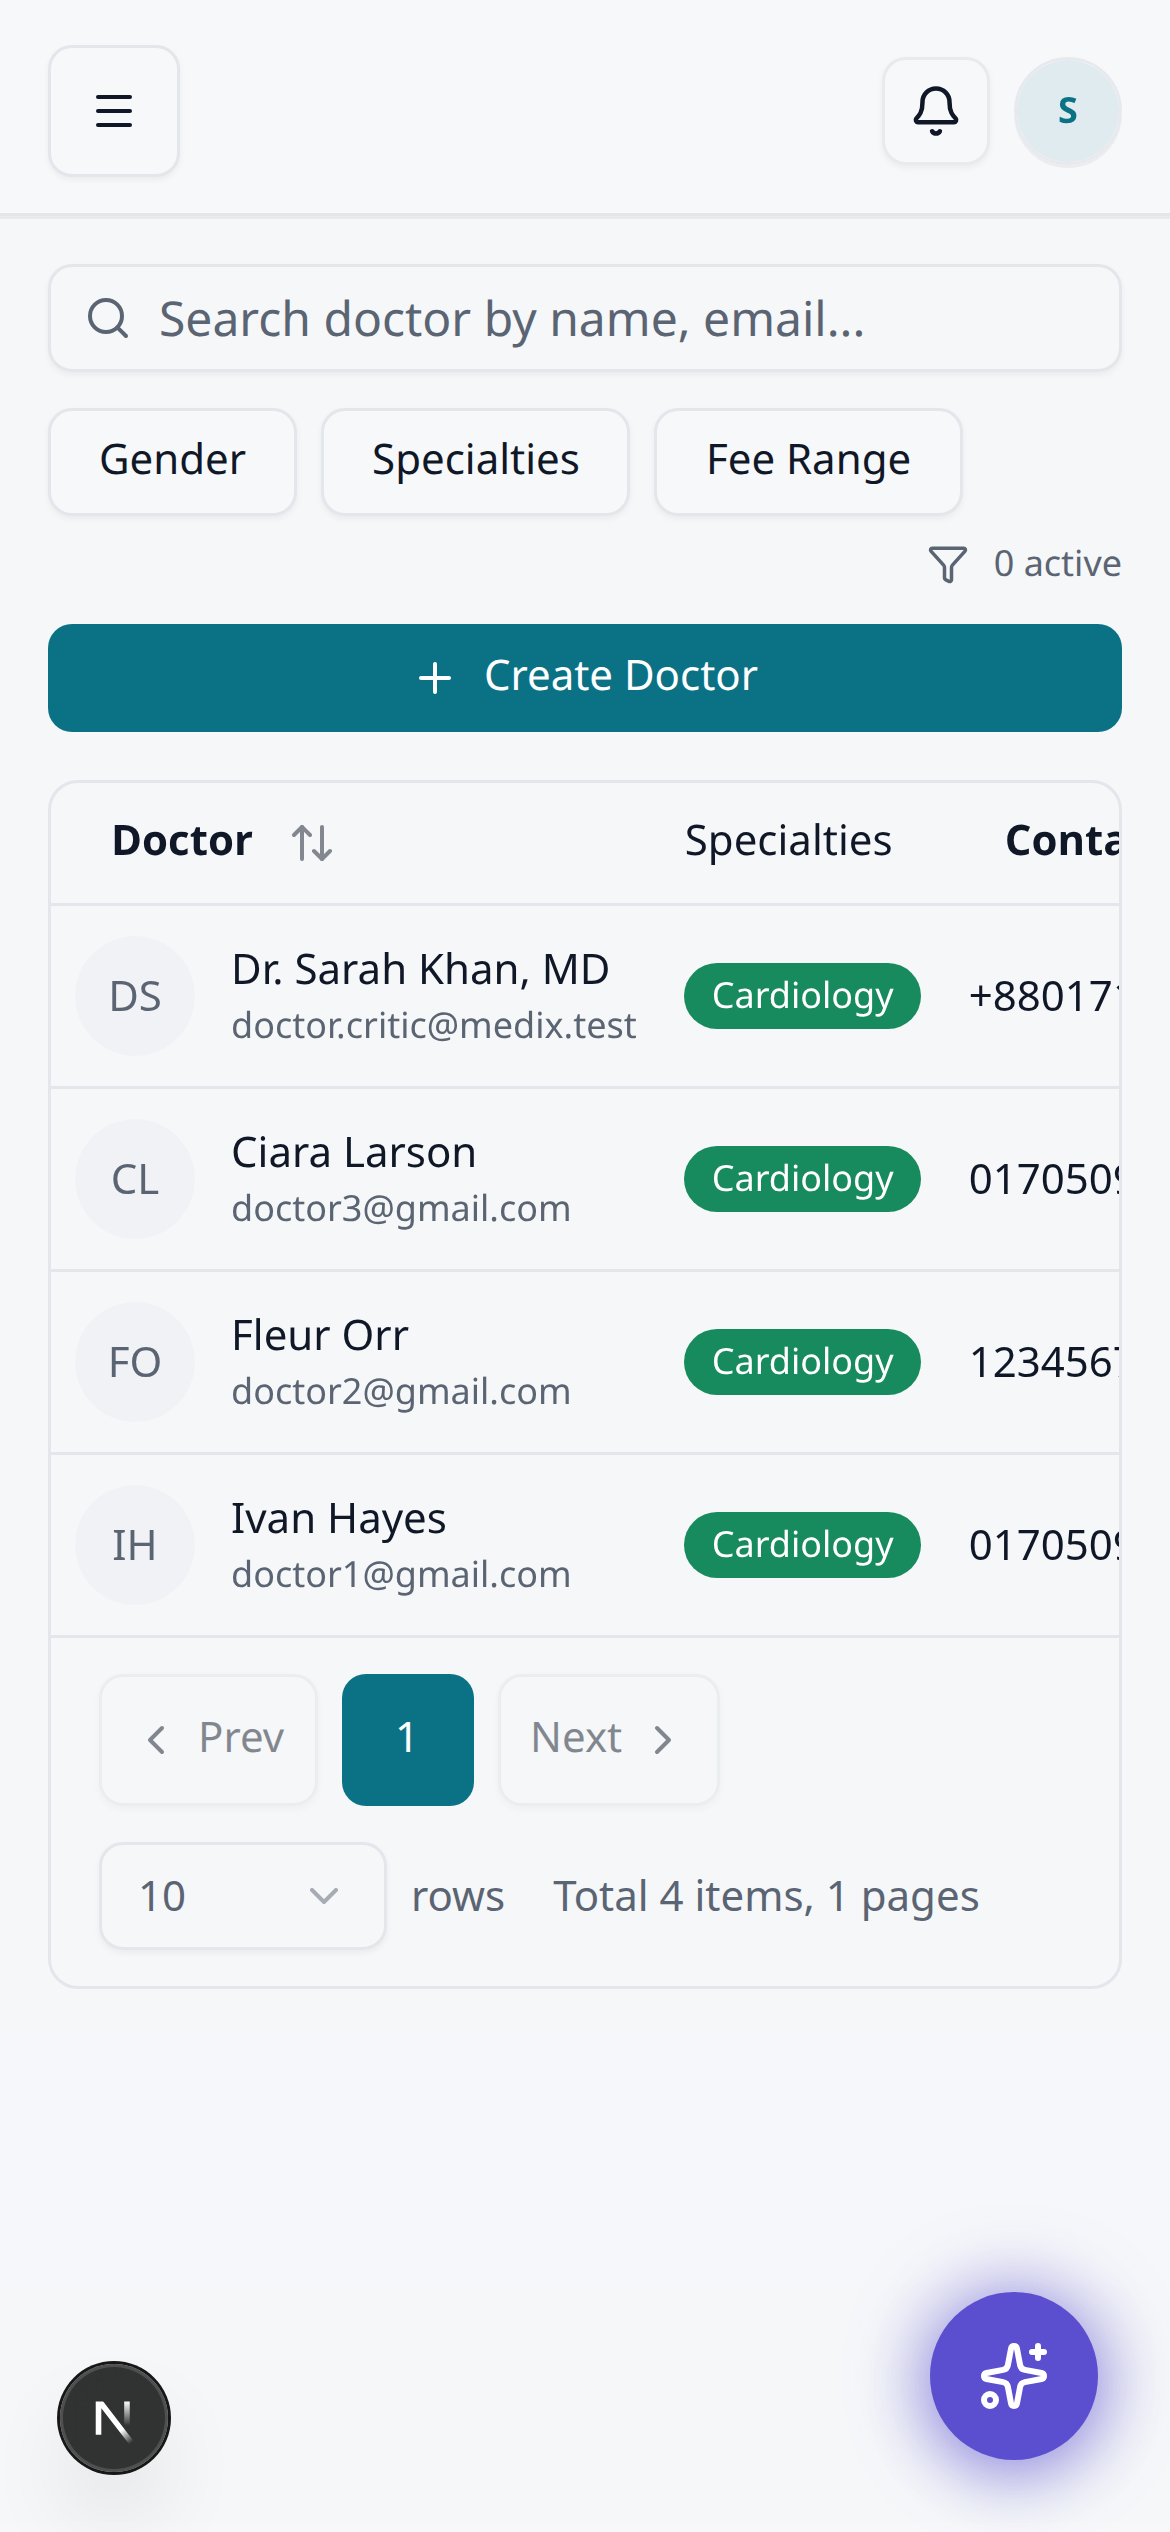 S
Search doctor by name, email...
Gender Specialties Fee Range
0 active
Create Doctor
Doctor Specialties Conta
DS Dr. Sarah Khan, MD Cardiology
doctor.critic@medix.test
CL Ciara Larson Cardiology
doctor3@gmail.com
FO Fleur Orr Cardiology
doctor2@gmail.com
IH Ivan Hayes Cardiology
doctor1@gmail.com
Prev 1 Next
10 rows Total 4 items, 1 pages
N